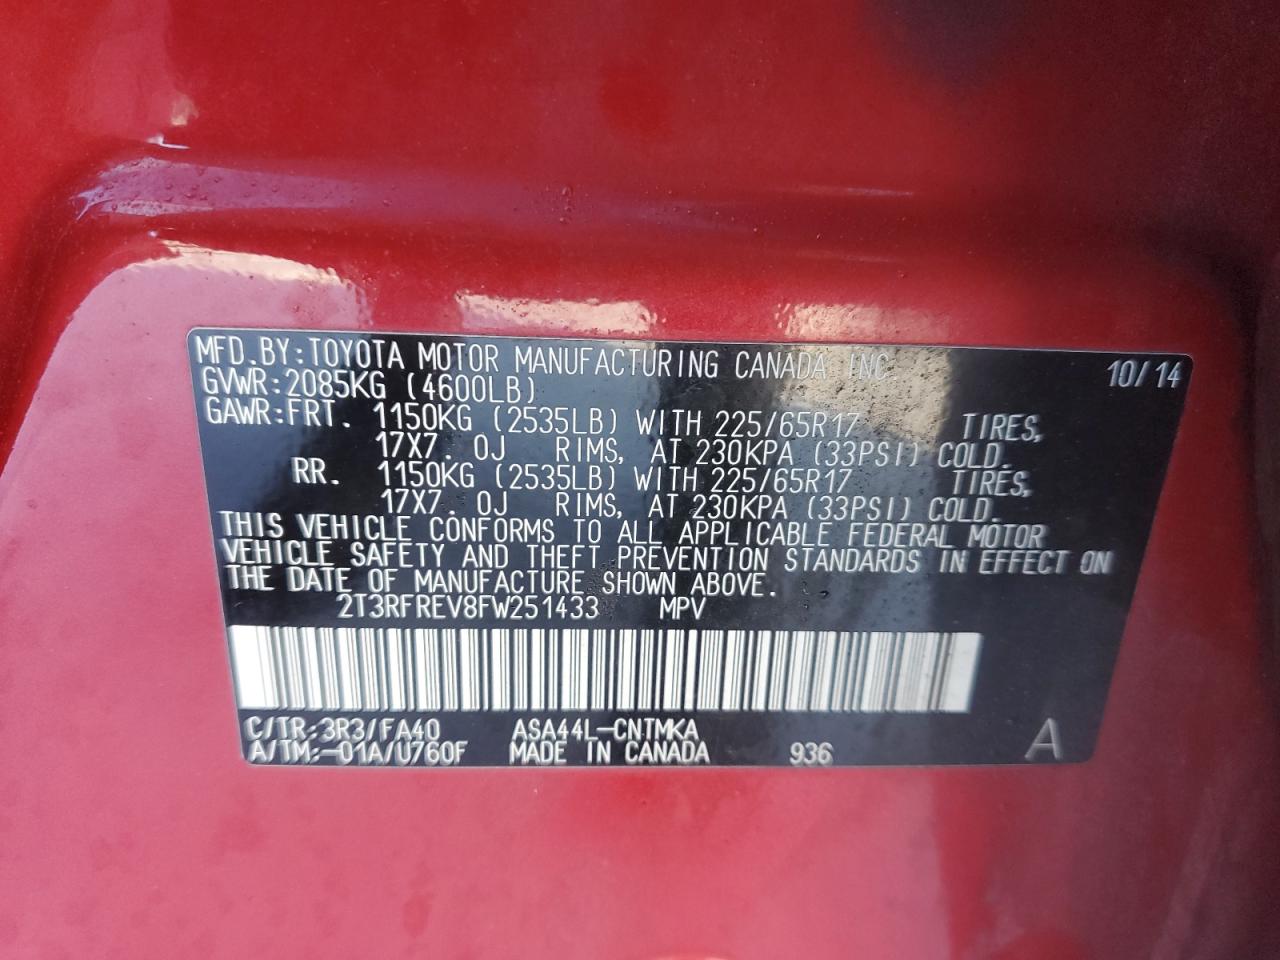 MFD.BY:TOYOTA MOTOR MANUFACTURING CANADA INC. 10/14
GVWR:2085KG (4600LB)
GAWR:FRT. 1150KG (2535LB) WITH 225/65R17 TIRES,
17X7. 0J RIMS, AT 230KPA (33PSI) COLD.
RR. 1150KG (2535LB) WITH 225/65R17 TIRES,
17X7. 0J RIMS, AT 230KPA (33PSI) COLD.
THIS VEHICLE CONFORMS TO ALL APPLICABLE FEDERAL MOTOR
VEHICLE SAFETY AND THEFT PREVENTION STANDARDS IN EFFECT ON
THE DATE OF MANUFACTURE SHOWN ABOVE.
2T3RFREV8FW251433 MPV
C/TR:3R3/FA40 ASA44L-CNTMKA
A/TM:-01A/U760F MADE IN CANADA 936 A